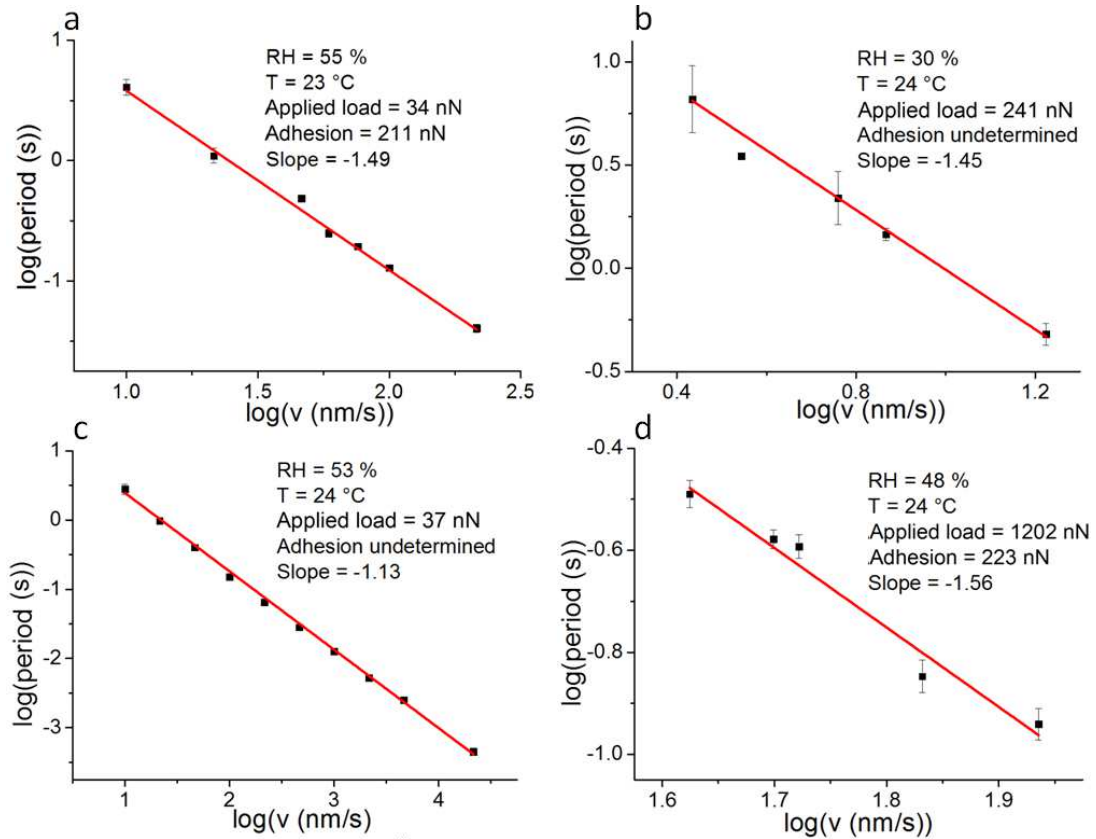 a
RH = 55 %
T = 23 °C
Applied load = 34 nN
Adhesion = 211 nN
Slope = -1.49
log(period (s))
1
0
-1
1.0 1.5 2.0 2.5
log(v (nm/s))
b
RH = 30 %
T = 24 °C
Applied load = 241 nN
Adhesion undetermined
Slope = -1.45
log(period (s))
1.0
0.5
0.0
-0.5
0.4 0.8 1.2
log(v (nm/s))
c
RH = 53 %
T = 24 °C
Applied load = 37 nN
Adhesion undetermined
Slope = -1.13
log(period (s))
1
0
-1
-2
-3
1 2 3 4
log(v (nm/s)
d
RH = 48 %
T = 24 °C
Applied load = 1202 nN
Adhesion = 223 nN
Slope = -1.56
log(period (s))
-0.4
-0.6
-0.8
-1.0
1.6 1.7 1.8 1.9
log(v (nm/s))